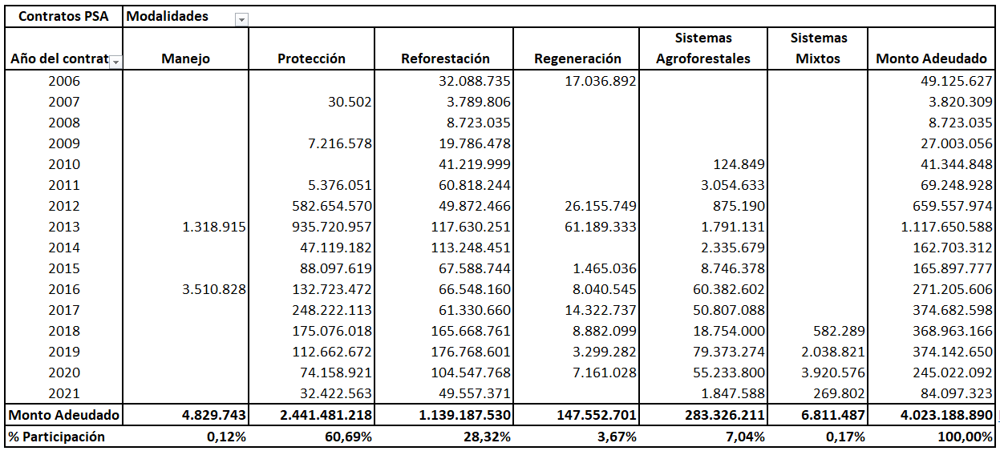 Contratos PSA Modalidades
Sistemas Sistemas
Año del contrat Manejo Protección Reforestación Regeneración Agroforestales Mixtos Monto Adeudado
2006 32.088.735 17.036.892 49.125.627
2007 30.502 3.789.806 3.820.309
2008 8.723.035 8.723.035
2009 7.216.578 19.786.478 27.003.056
2010 41.219.999 124.849 41.344.848
2011 5.376.051 60.818.244 3.054.633 69.248.928
2012 582.654.570 49.872.466 26.155.749 875.190 659.557.974
2013 1.318.915 935.720.957 117.630.251 61.189.333 1.791.131 1.117.650.588
2014 47.119.182 113.248.451 2.335.679 162.703.312
2015 88.097.619 67.588.744 1.465.036 8.746.378 165.897.777
2016 3.510.828 132.723.472 66.548.160 8.040.545 60.382.602 271.205.606
2017 248.222.113 61.330.660 14.322.737 50.807.088 374.682.598
2018 175.076.018 165.668.761 8.882.099 18.754.000 582.289 368.963.166
2019 112.662.672 176.768.601 3.299.282 79.373.274 2.038.821 374.142.650
2020 74.158.921 104.547.768 7.161.028 55.233.800 3.920.576 245.022.092
2021 32.422.563 49.557.371 1.847.588 269.802 84.097.323
Monto Adeudado 4.829.743 2.441.481.218 1.139.187.530 147.552.701 283.326.211 6.811.487 4.023.188.890
% Participación 0,12% 60,69% 28,32% 3,67% 7,04% 0,17% 100,00%